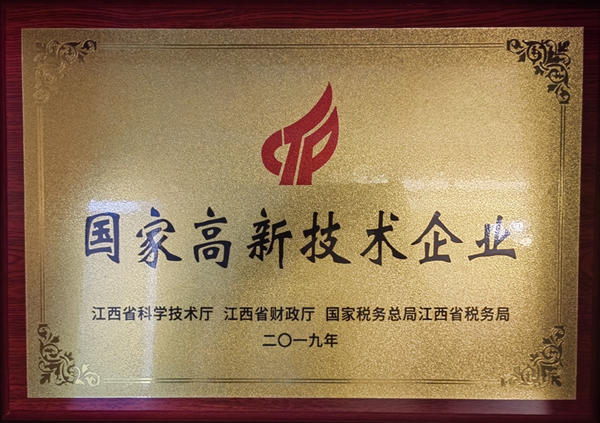 国家高新技术企业
江西省科学技术厅 江西省财政厅 国家税务总局江西省税务局
二〇一九年